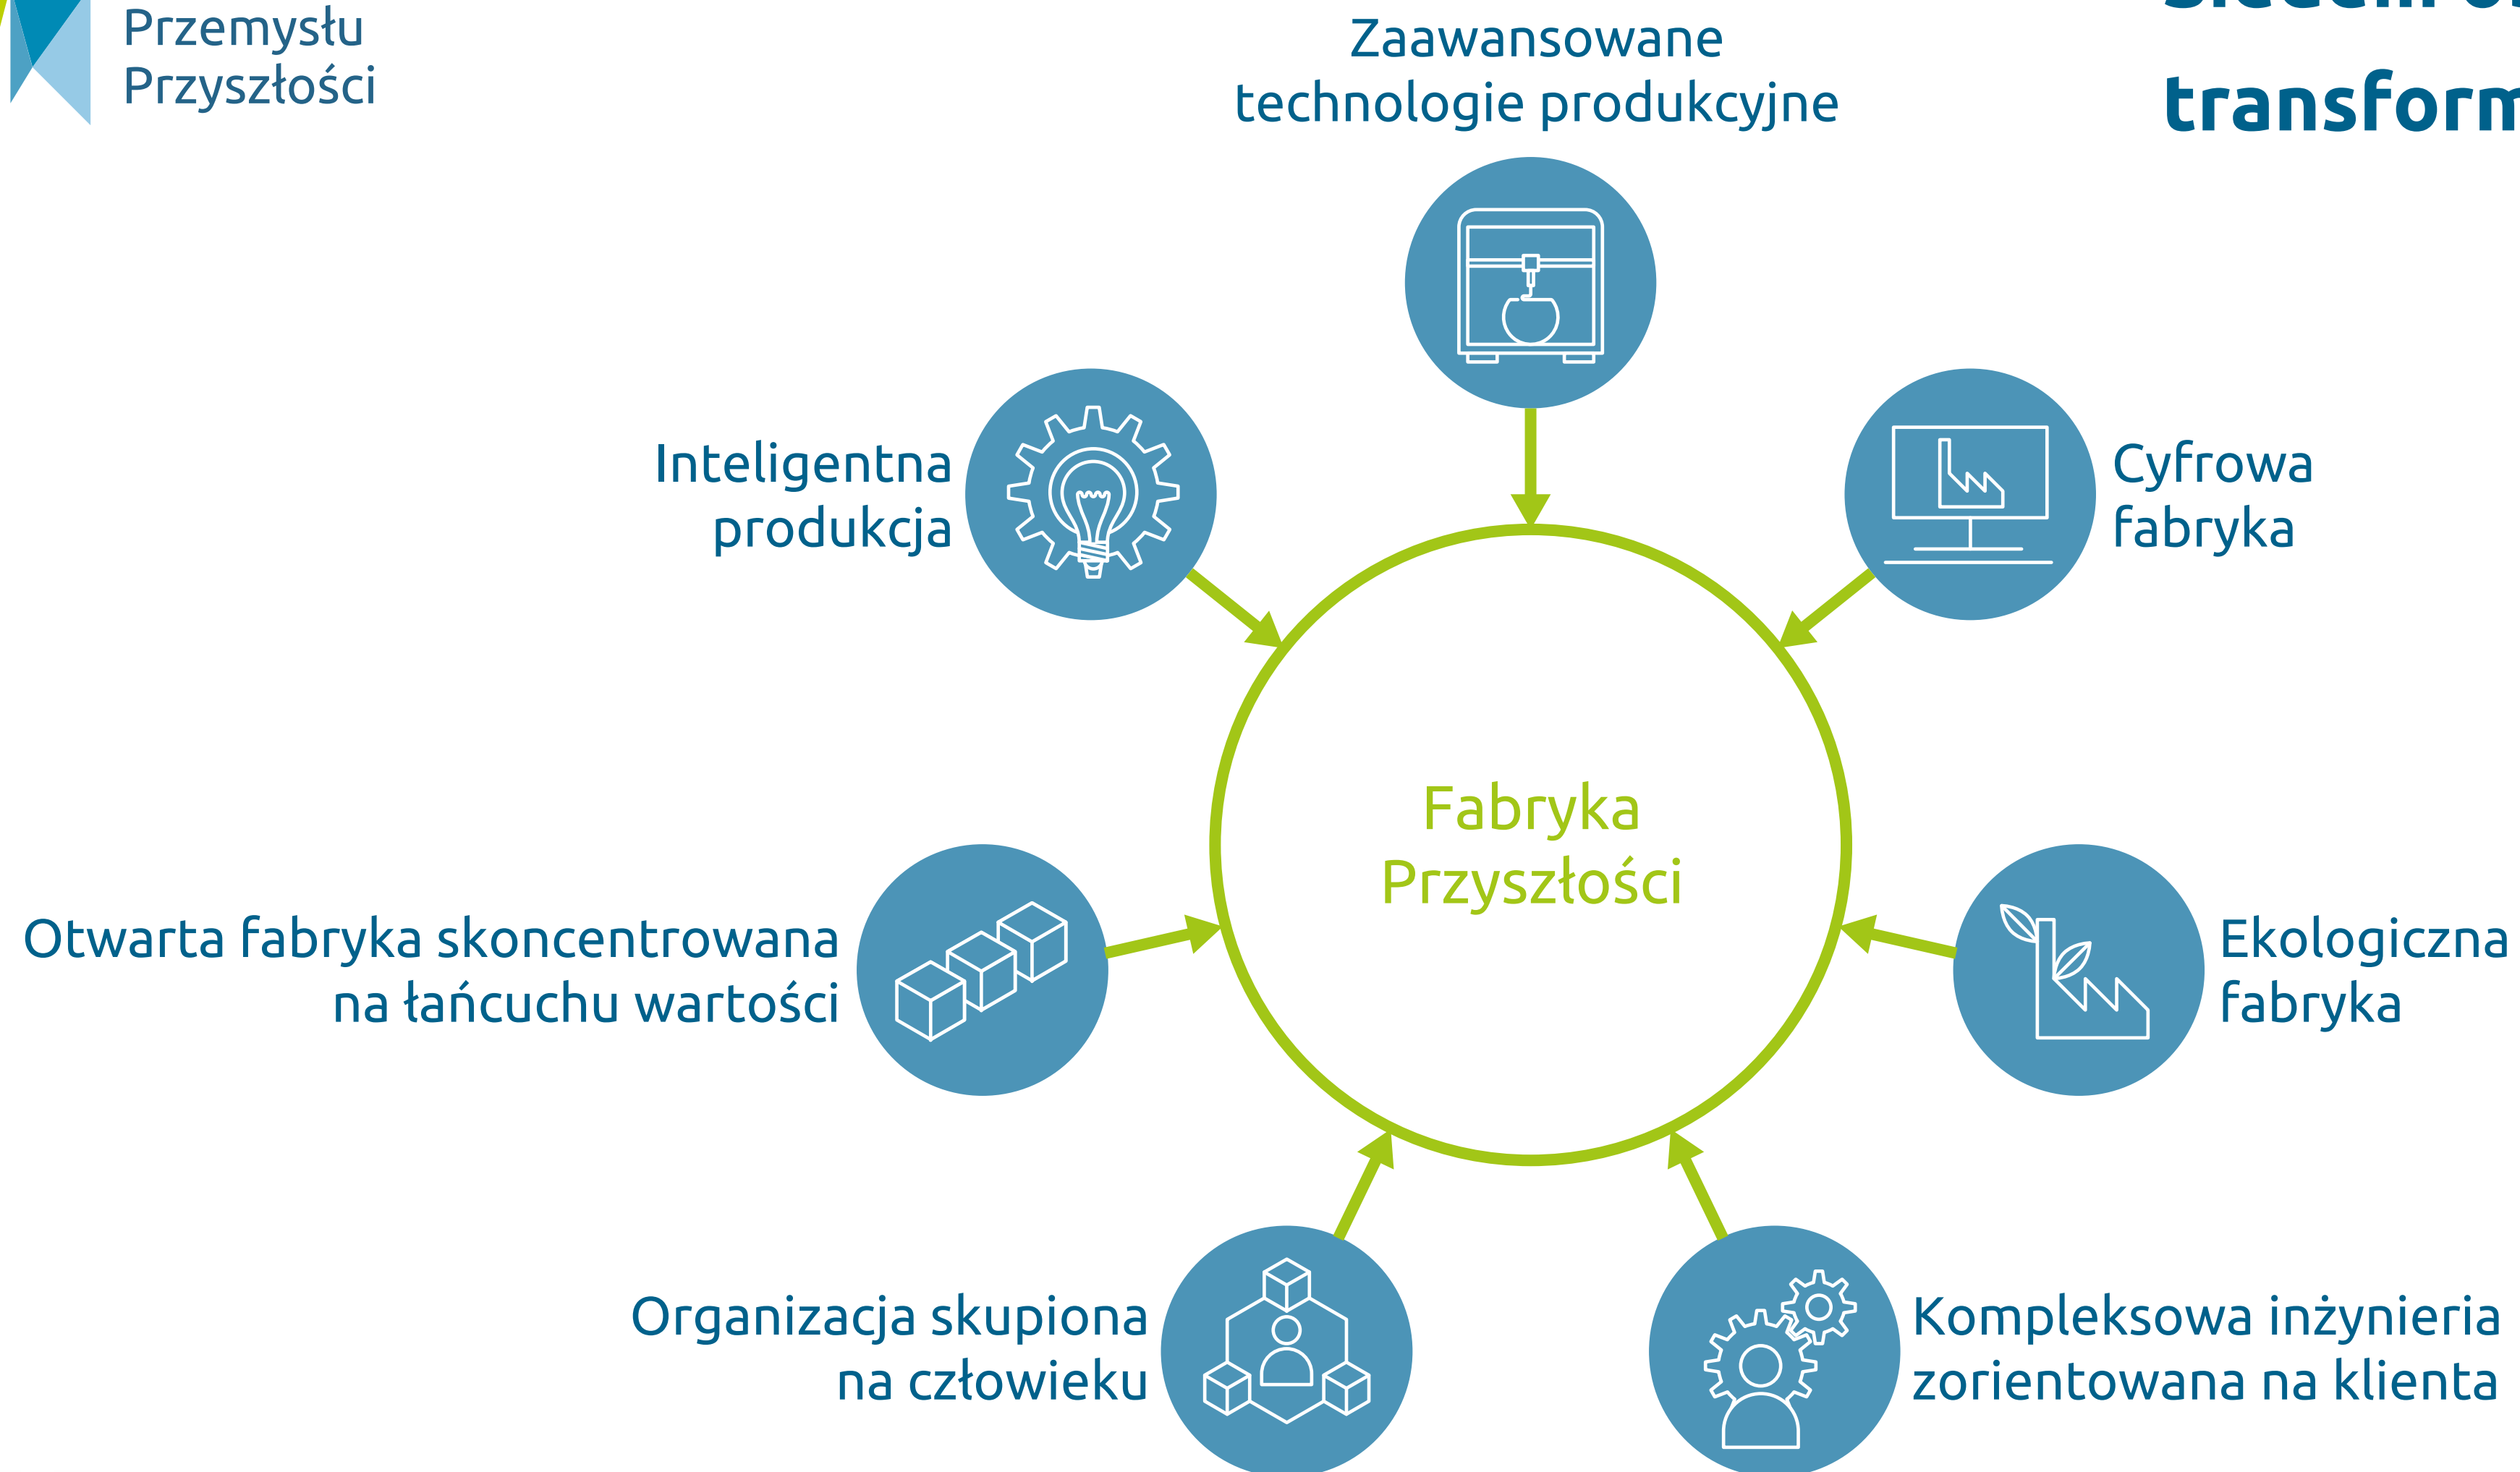 Przemysłu
Przyszłości
Zaawansowane
technologie produkcyjne
Inteligentna
produkcja
Cyfrowa
fabryka
Fabryka
Przyszłości
Otwarta fabryka skoncentrowana
na łańcuchu wartości
Ekologiczna
fabryka
Organizacja skupiona
na człowieku
Kompleksowa inżynieria
zorientowana na klienta